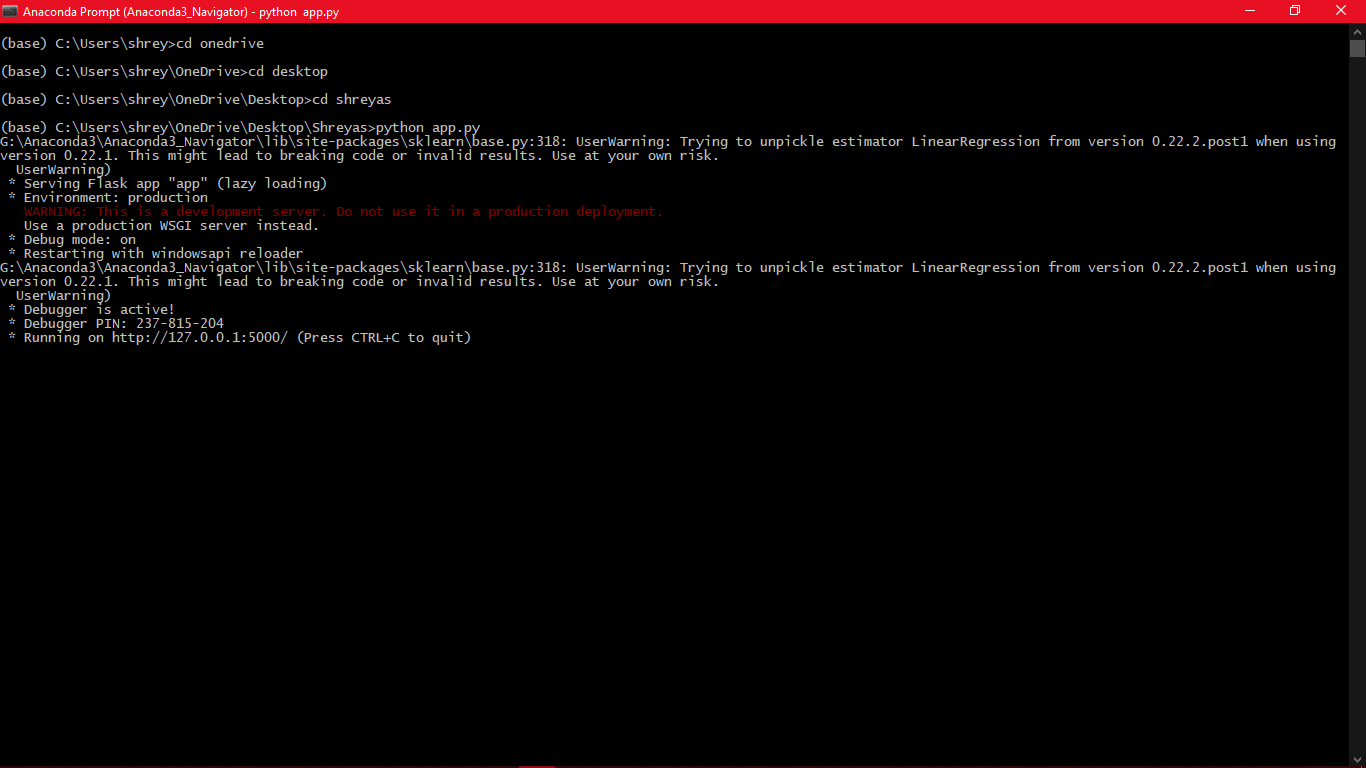 Anaconda Prompt (Anaconda3_Navigator) - python  app.py
(base) C:\Users\shrey>cd onedrive
(base) C:\Users\shrey\OneDrive>cd desktop
(base) C:\Users\shrey\OneDrive\Desktop>cd shreyas
(base) C:\Users\shrey\OneDrive\Desktop\Shreyas>python app.py
G:\Anaconda3\Anaconda3_Navigator\lib\site-packages\sklearn\base.py:318: UserWarning: Trying to unpickle estimator LinearRegression from version 0.22.2.post1 when using
version 0.22.1. This might lead to breaking code or invalid results. Use at your own risk.
  UserWarning)
 * Serving Flask app "app" (lazy loading)
 * Environment: production
   WARNING: This is a development server. Do not use it in a production deployment.
   Use a production WSGI server instead.
 * Debug mode: on
 * Restarting with windowsapi reloader
G:\Anaconda3\Anaconda3_Navigator\lib\site-packages\sklearn\base.py:318: UserWarning: Trying to unpickle estimator LinearRegression from version 0.22.2.post1 when using
version 0.22.1. This might lead to breaking code or invalid results. Use at your own risk.
  UserWarning)
 * Debugger is active!
 * Debugger PIN: 237-815-204
 * Running on http://127.0.0.1:5000/ (Press CTRL+C to quit)